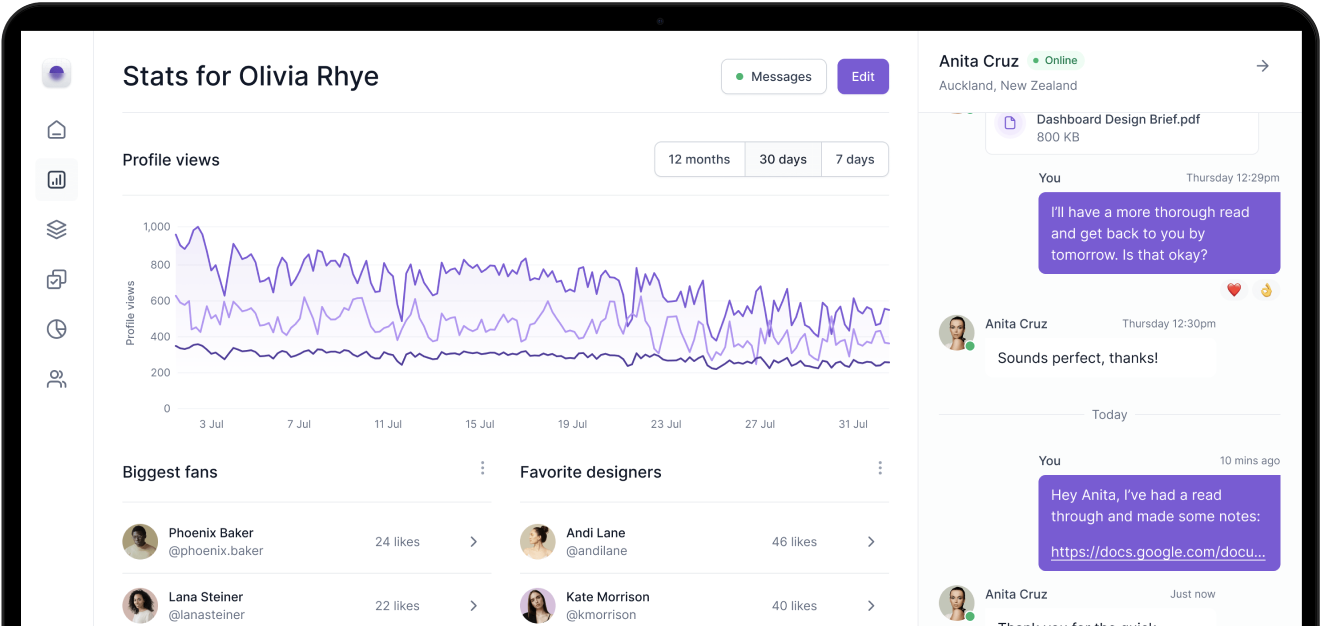 Stats for Olivia Rhye
Messages
Edit
Profile views
12 months
30 days
7 days
Profile views
1,000
800
600
400
200
0
3 Jul
7 Jul
11 Jul
15 Jul
19 Jul
23 Jul
27 Jul
31 Jul
Biggest fans
Phoenix Baker
@phoenix.baker
24 likes
Lana Steiner
@lanasteiner
22 likes
Favorite designers
Andi Lane
@andilane
46 likes
Kate Morrison
@kmorrison
40 likes
Anita Cruz
Online
Auckland, New Zealand
Dashboard Design Brief.pdf
800 KB
You
Thursday 12:29pm
I’ll have a more thorough read
and get back to you by
tomorrow. Is that okay?
Anita Cruz
Thursday 12:30pm
Sounds perfect, thanks!
Today
You
10 mins ago
Hey Anita, I’ve had a read
through and made some notes:
https://docs.google.com/docu...
Anita Cruz
Just now
Thank you for the quick